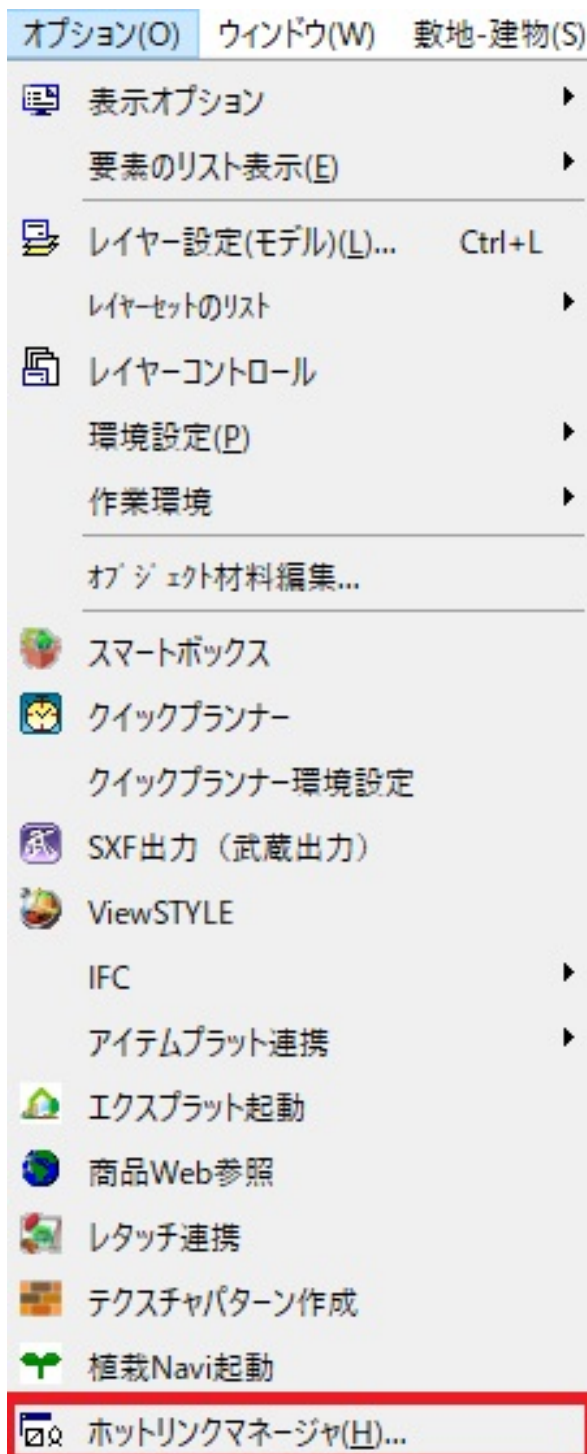 オプション(O) ウィンドウ(W) 敷地-建物(S)
表示オプション
要素のリスト表示(E)
レイヤー設定(モデル)(L)... Ctrl+L
ﾚｲﾔｰｾｯﾄのﾘｽﾄ
レイヤーコントロール
環境設定(P)
作業環境
ｵﾌﾞｼﾞｪｸﾄ材料編集...
スマートボックス
クイックプランナー
クイックプランナー環境設定
SXF出力（武蔵出力）
ViewSTYLE
IFC
アイテムプラット連携
エクスプラット起動
商品Web参照
レタッチ連携
テクスチャパターン作成
植栽Navi起動
ホットリンクマネージャ(H)...